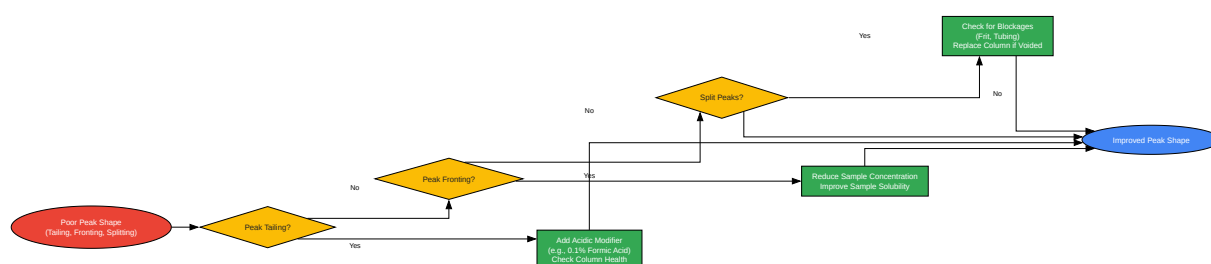 Poor Peak Shape
(Tailing, Fronting, Splitting)
Peak Tailing?
Yes
No
Add Acidic Modifier
(e.g., 0.1% Formic Acid)
Check Column Health
Peak Fronting?
Yes
No
Reduce Sample Concentration
Improve Sample Solubility
Split Peaks?
Yes
No
Check for Blockages
(Frit, Tubing)
Replace Column if Voided
Improved Peak Shape